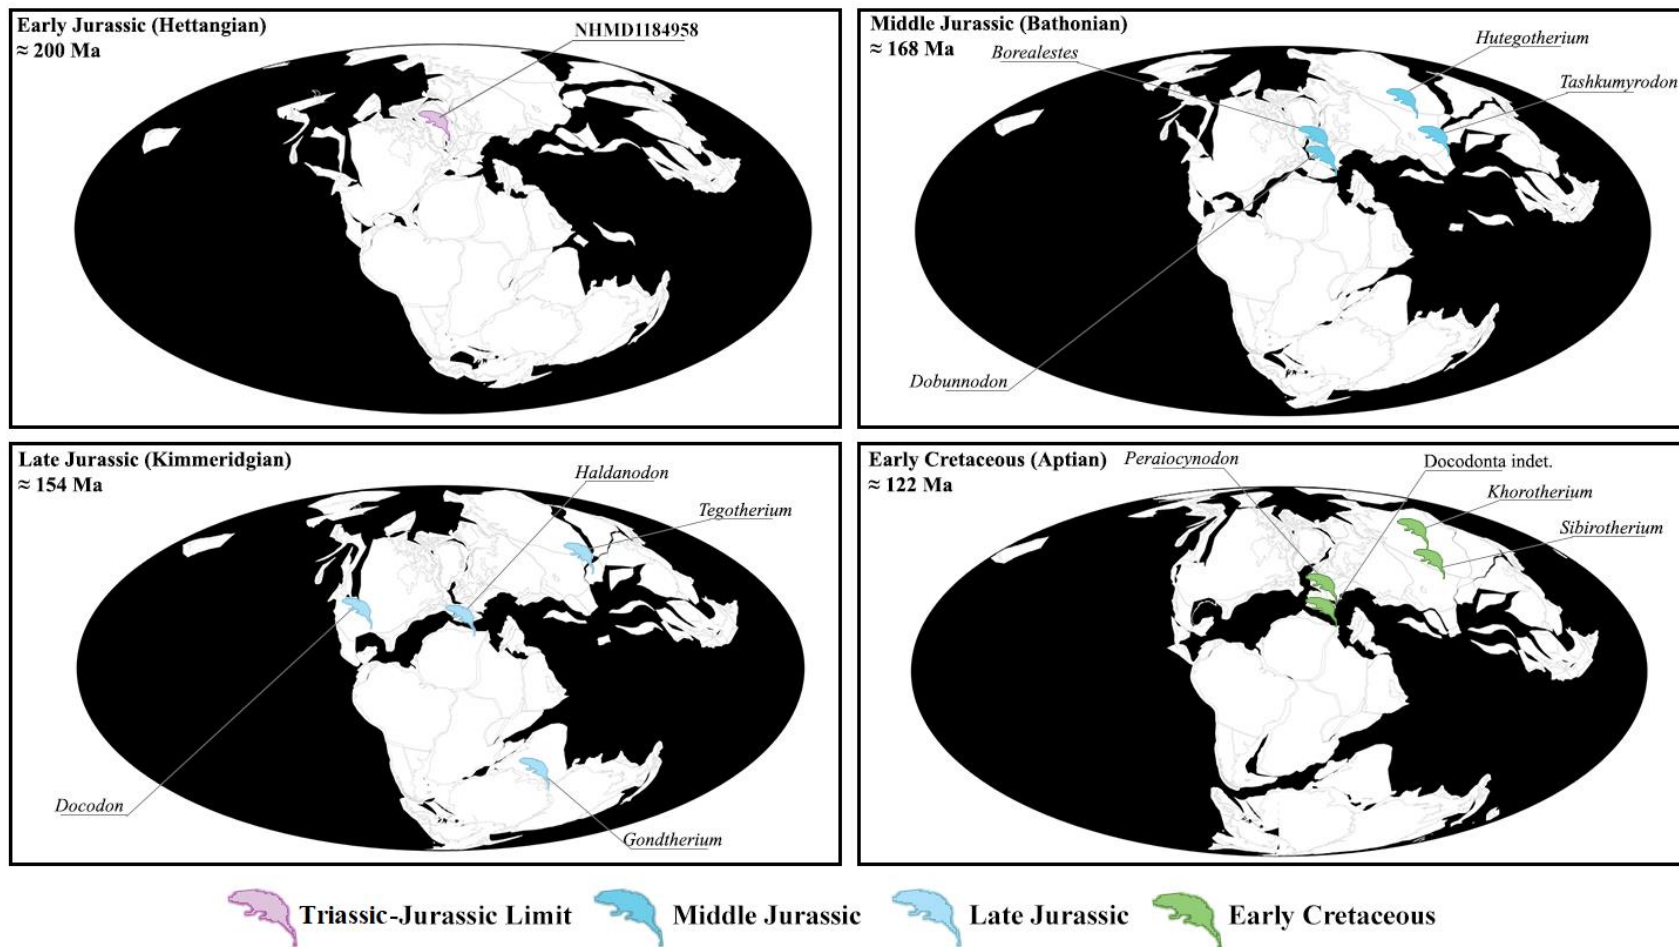 Early Jurassic (Hettangian)
≈ 200 Ma
NHMD1184958
Middle Jurassic (Bathonian)
≈ 168 Ma
Borealestes
Hutegotherium
Tashkumyrodon
Dobunnodon
Late Jurassic (Kimmeridgian)
≈ 154 Ma
Haldanodon
Tegotherium
Docodon
Gondtherium
Early Cretaceous (Aptian)
≈ 122 Ma
Peraiocynodon
Docodonta indet.
Khorotherium
Sibirotherium
Triassic-Jurassic Limit
Middle Jurassic
Late Jurassic
Early Cretaceous